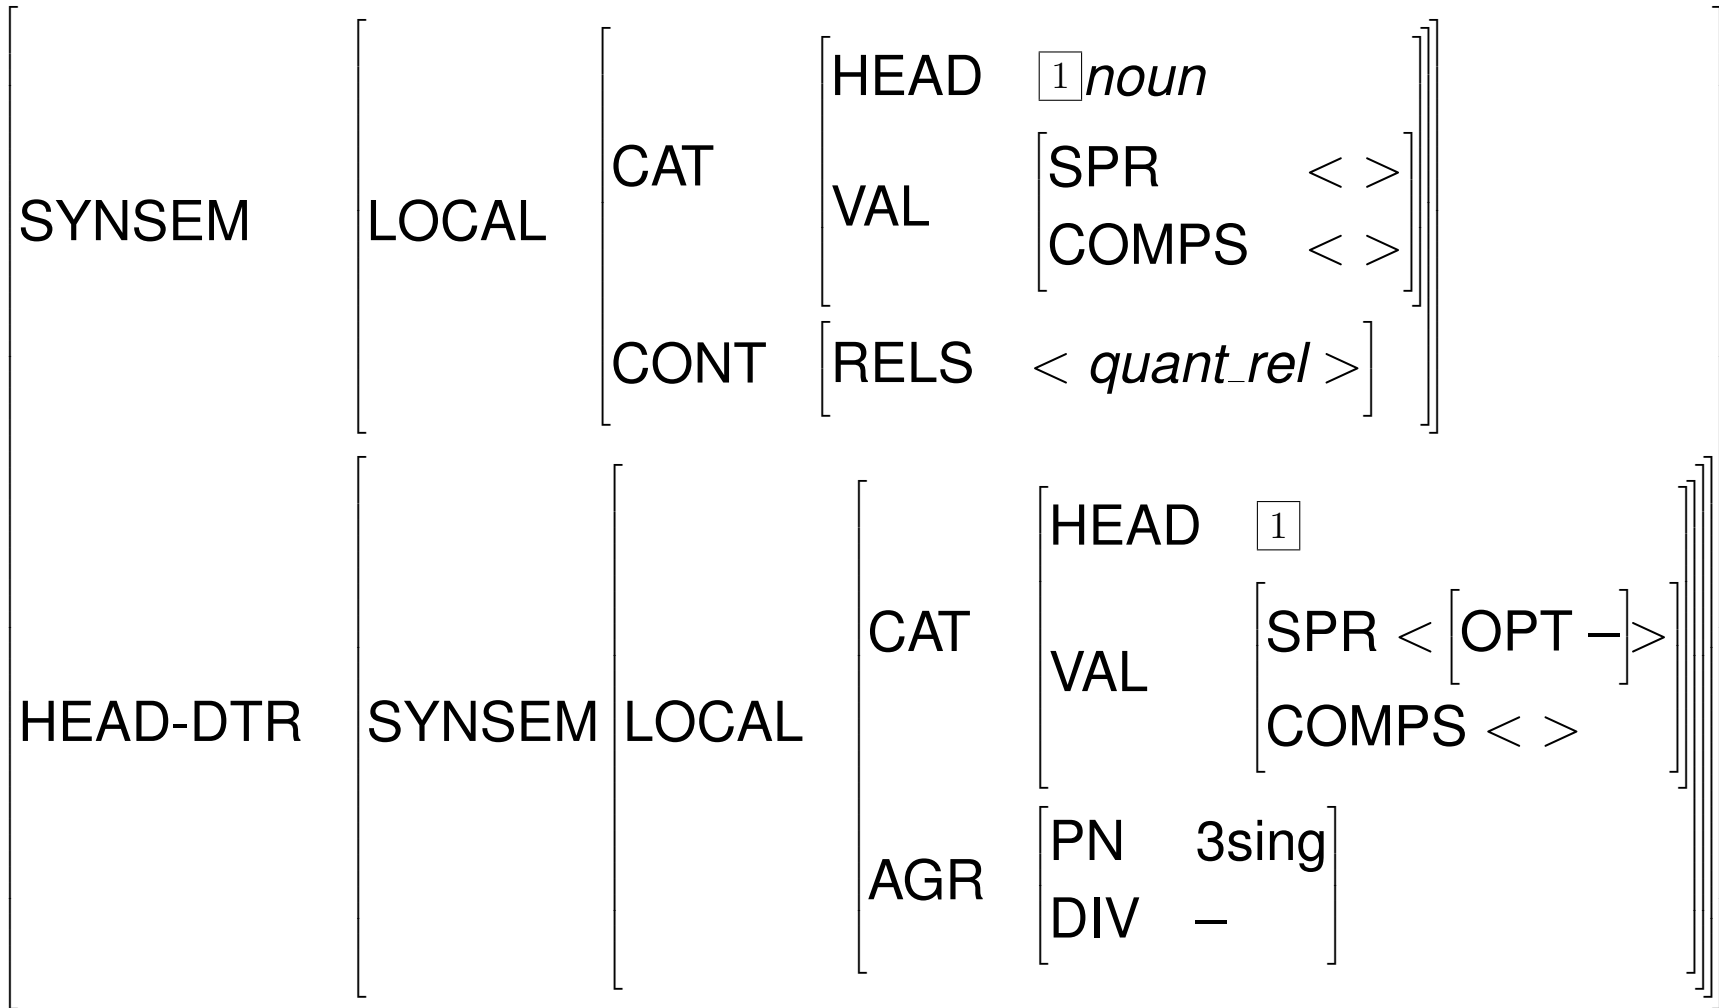 HEAD 1 noun
CAT
SPR < >
SYNSEM LOCAL VAL
COMPS < >
CONT RELS < quant_rel >
HEAD 1
CAT
SPR < OPT – >
VAL
HEAD-DTR SYNSEM LOCAL COMPS < >
PN 3sing
AGR
DIV –